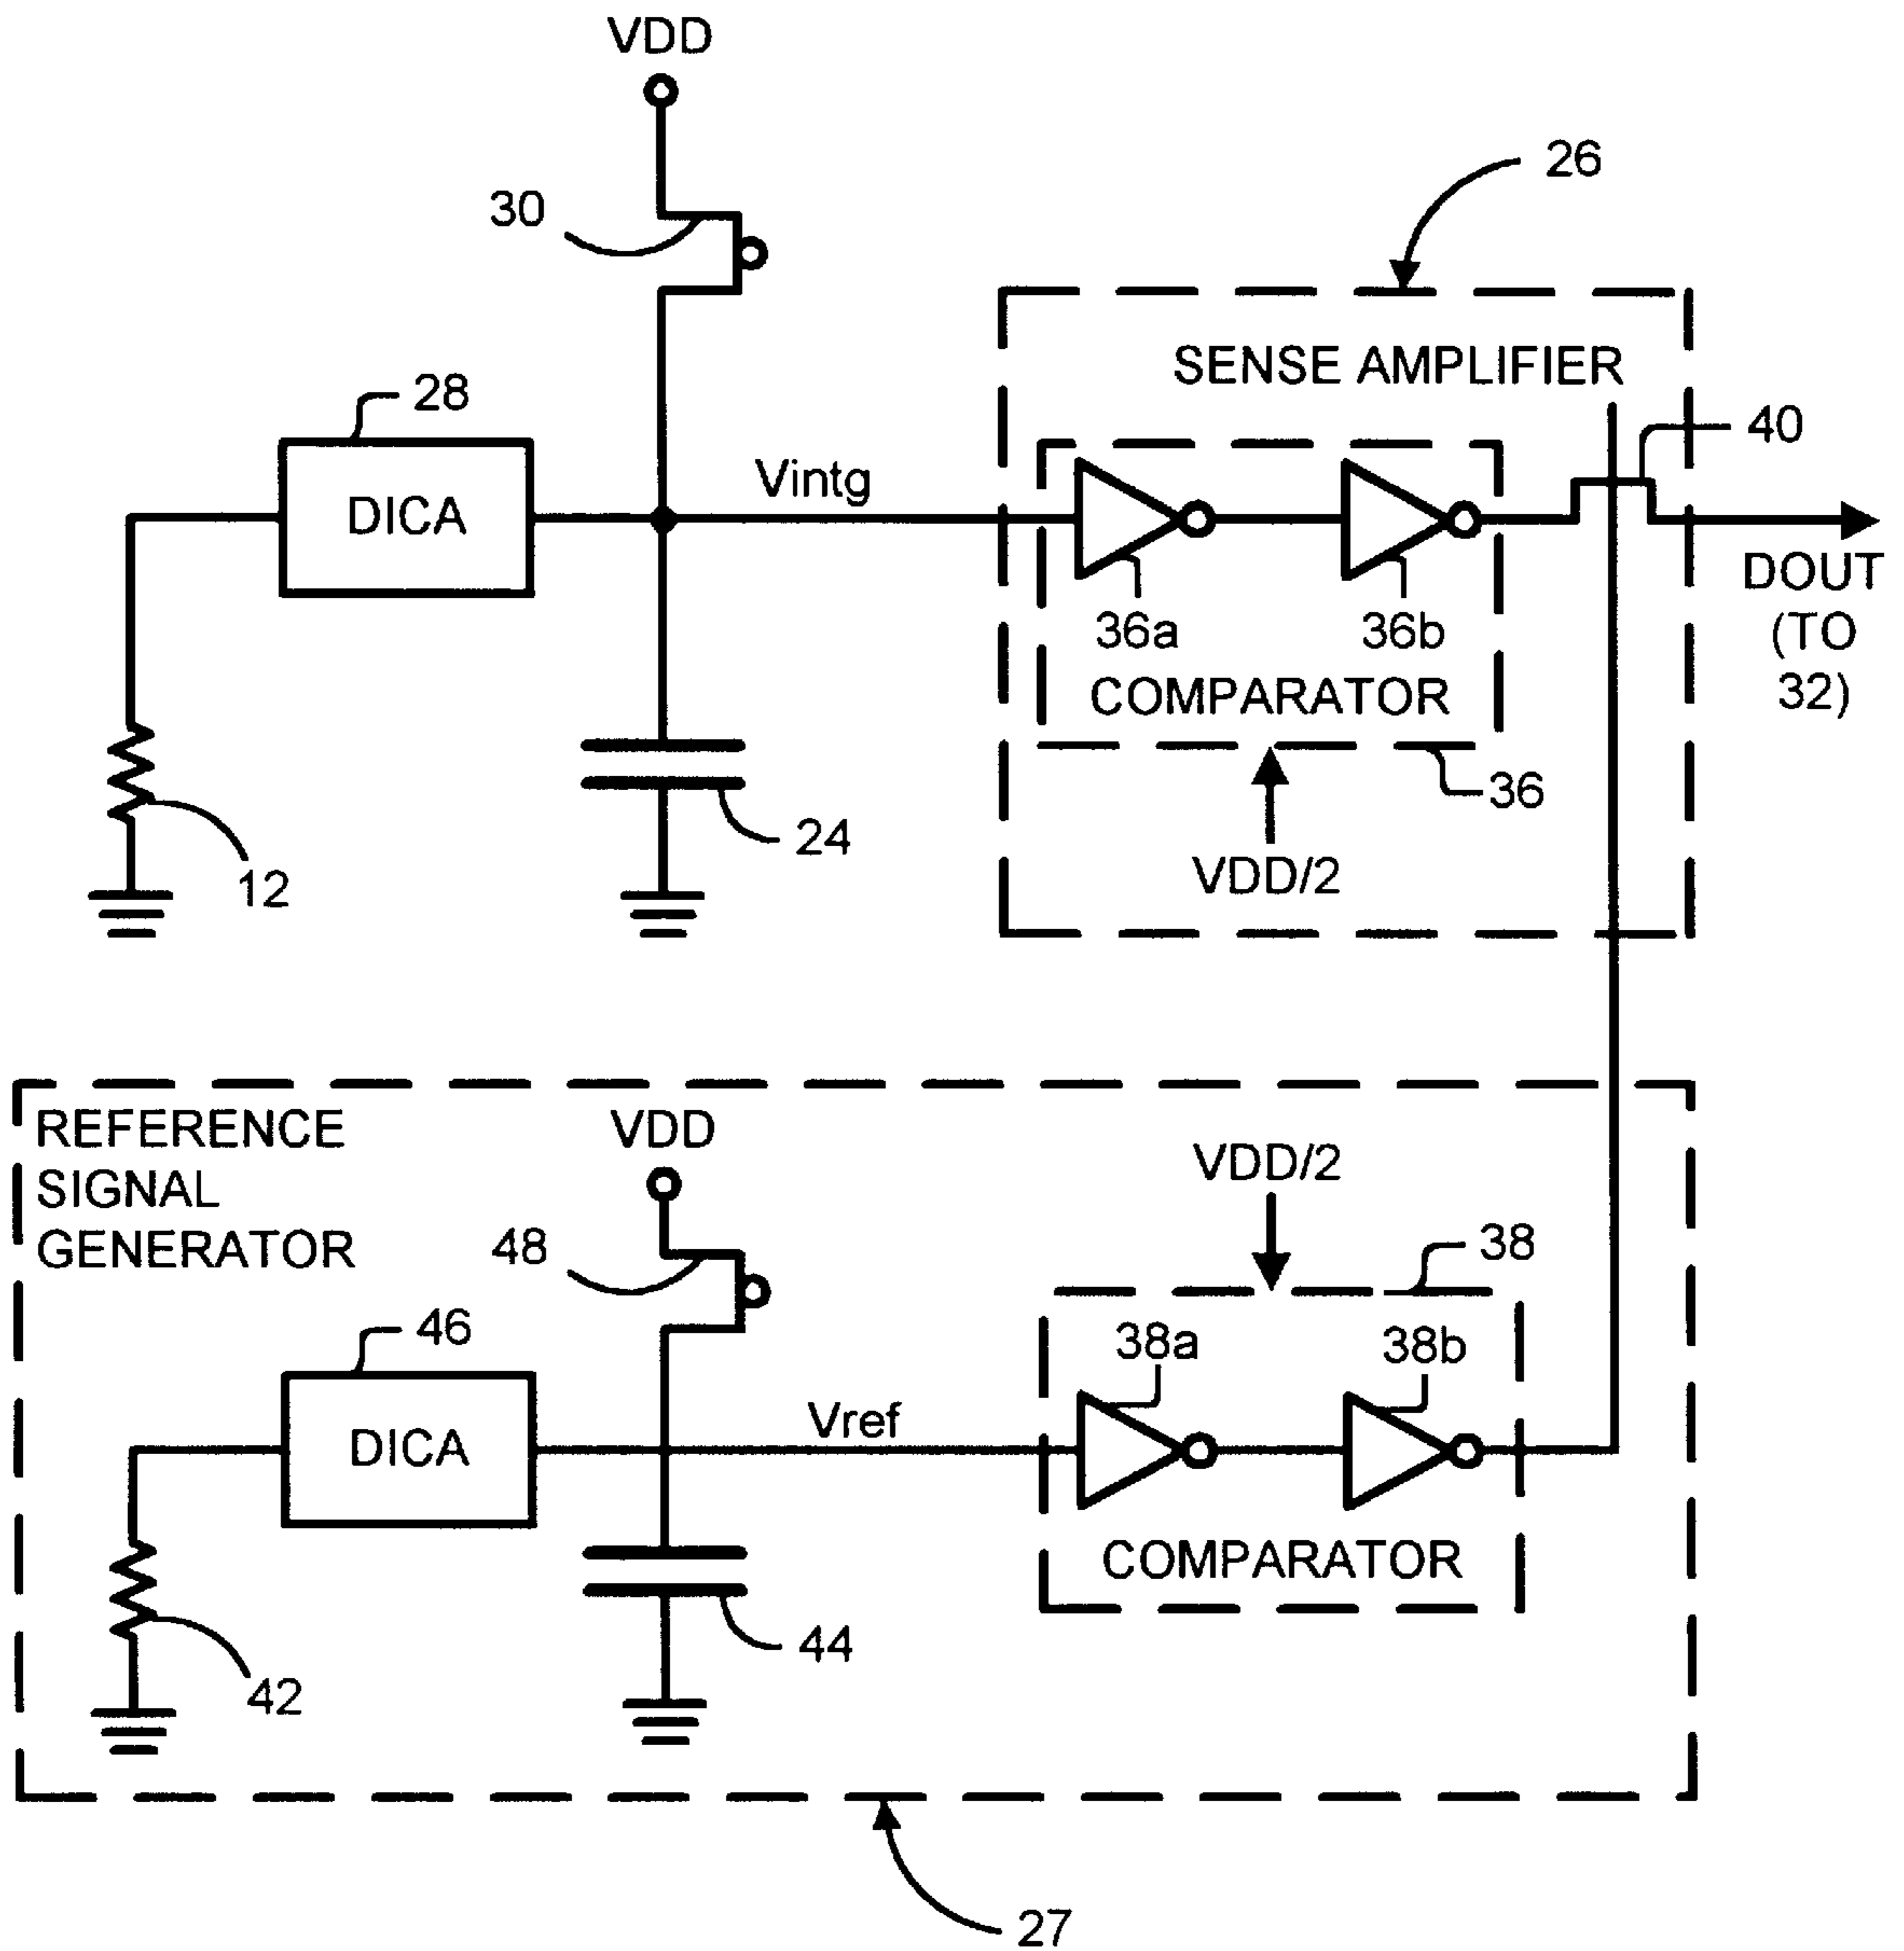 VDD
26
30
SENSE AMPLIFIER
28
40
Vintg
DICA
DOUT
(TO
32)
36a
36b
COMPARATOR
36
24
VDD/2
12
REFERENCE
SIGNAL
GENERATOR
VDD
VDD/2
48
38
46
38a
38b
Vref
DICA
COMPARATOR
44
42
27